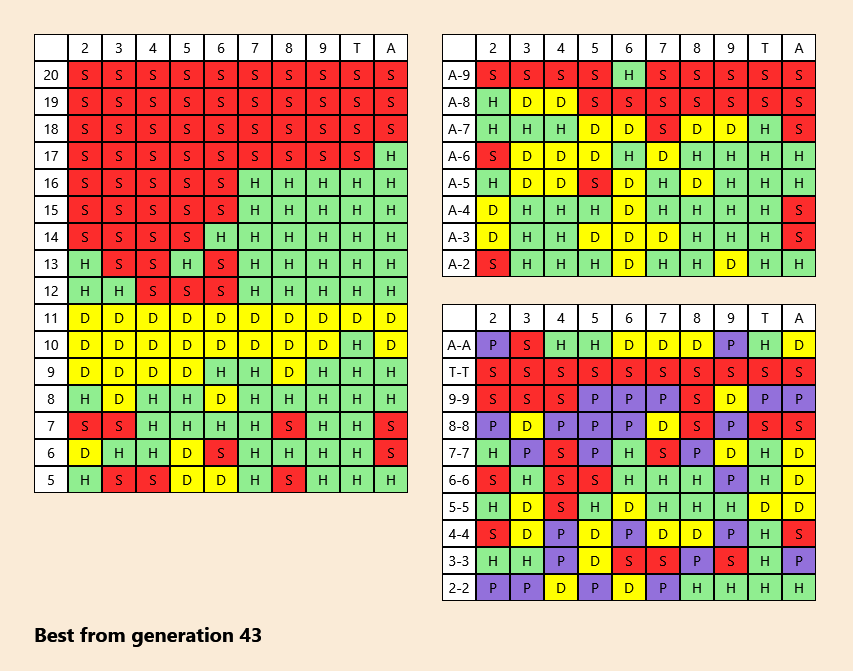 2 3 4 5 6 7 8 9 T A
20 S S S S S S S S S S
19 S S S S S S S S S S
18 S S S S S S S S S S
17 S S S S S S S S S H
16 S S S S S H H H H H
15 S S S S S H H H H H
14 S S S S H H H H H H
13 H S S H S H H H H H
12 H H S S S H H H H H
11 D D D D D D D D D D
10 D D D D D D D D H D
9 D D D D H H D H H H
8 H D H H D H H H H H
7 S S H H H H S H H S
6 D H H D S H H H H S
5 H S S D D H S H H H
2 3 4 5 6 7 8 9 T A
A-9 S S S S H S S S S S
A-8 H D D S S S S S S S
A-7 H H H D D S D D H S
A-6 S D D D H D H H H H
A-5 H D D S D H D H H H
A-4 D H H H D H H H H S
A-3 D H H D D D H H H S
A-2 S H H H D H H D H H
2 3 4 5 6 7 8 9 T A
A-A P S H H D D D P H D
T-T S S S S S S S S S S
9-9 S S S P P P S D P P
8-8 P D P P P D S P S S
7-7 H P S P H S P D H D
6-6 S H S S H H H P H D
5-5 H D S H D H H H D D
4-4 S D P D P D D P H S
3-3 H H P D S S P S H P
2-2 P P D P D P H H H H
Best from generation 43